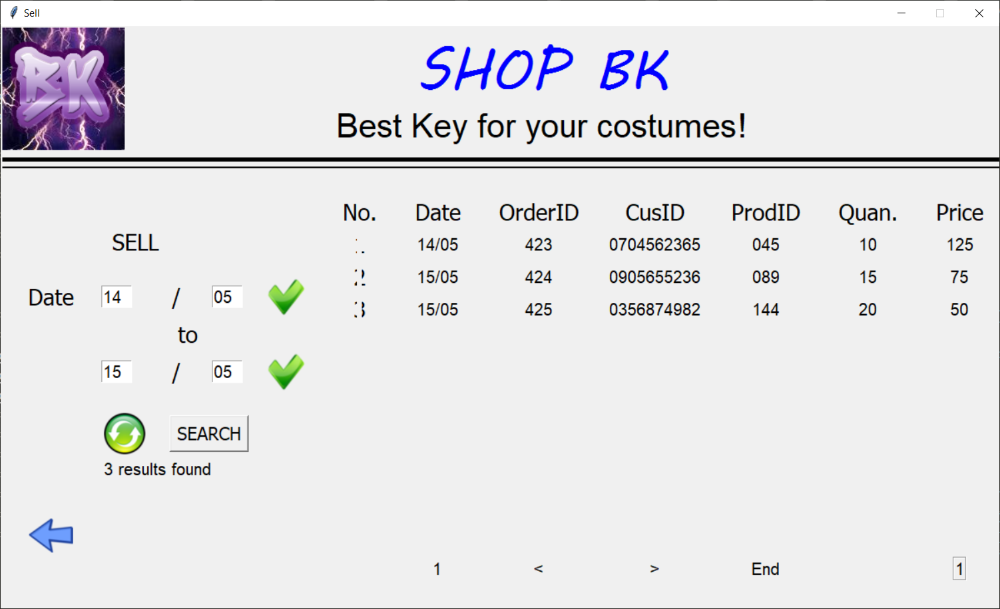 Sell
BK
SHOP BK
Best Key for your costumes!
No. Date OrderID CusID ProdID Quan. Price
1 14/05 423 0704562365 045 10 125
2 15/05 424 0905655236 089 15 75
3 15/05 425 0356874982 144 20 50
SELL
Date 14 / 05
to
15 / 05
SEARCH
3 results found
1 < > End 1